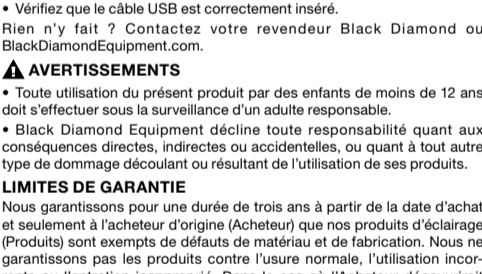 • Vérifiez que le câble USB est correctement inséré.
Rien n'y fait ? Contactez votre revendeur Black Diamond ou
BlackDiamondEquipment.com.
AVERTISSEMENTS
• Toute utilisation du présent produit par des enfants de moins de 12 ans
doit s'effectuer sous la surveillance d'un adulte responsable.
• Black Diamond Equipment décline toute responsabilité quant aux
conséquences directes, indirectes ou accidentelles, ou quant à tout autre
type de dommage découlant ou résultant de l'utilisation de ses produits.
LIMITES DE GARANTIE
Nous garantissons pour une durée de trois ans à partir de la date d'achat
et seulement à l'acheteur d'origine (Acheteur) que nos produits d'éclairage
(Produits) sont exempts de défauts de matériau et de fabrication. Nous ne
garantissons pas les produits contre l'usure normale, l'utilisation incor-